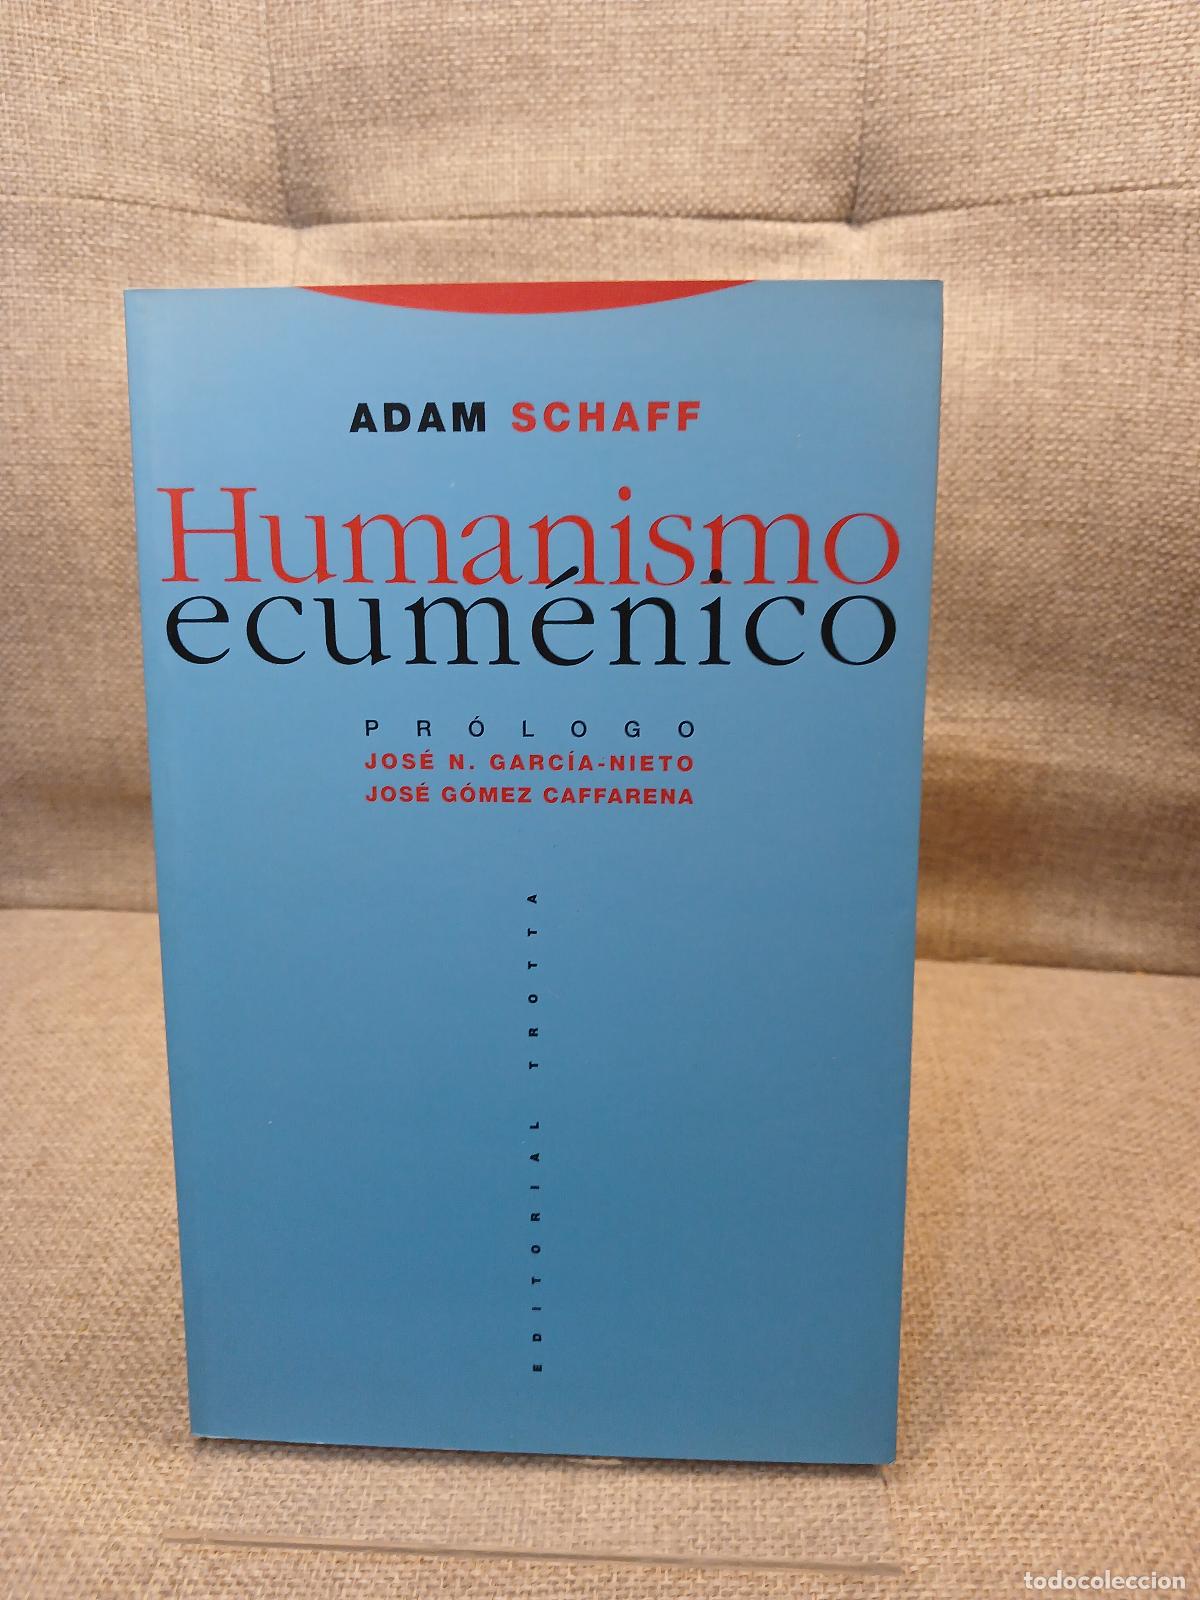 ADAM SCHAFF
Humanismo
ecuménico
PRÓLOGO
JOSÉ N. GARCÍA-NIETO
JOSÉ GÓMEZ CAFFARENA
EDITORIAL TROTTA
todocoleccion